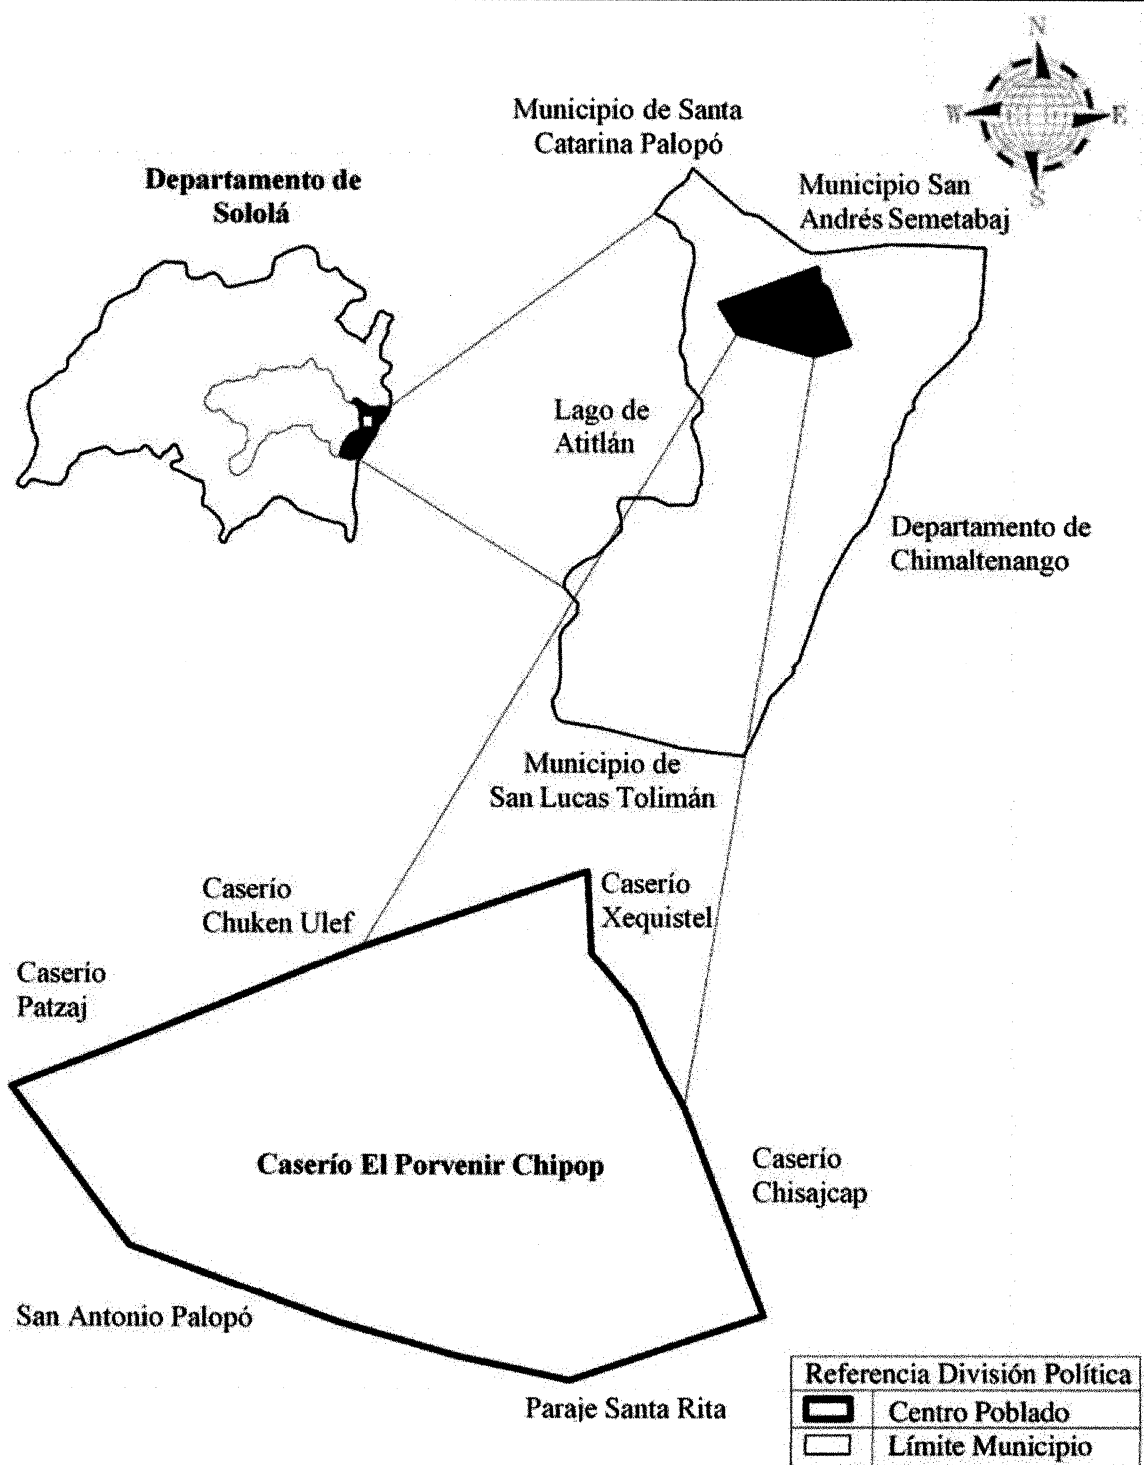 N
W
E
S
Municipio de Santa
Catarina Palopó
Departamento de
Sololá
Municipio San
Andrés Semetabaj
Lago de
Atitlán
Departamento de
Chimaltenango
Municipio de
San Lucas Tolimán
Caserío
Chuken Ulef
Caserío
Xequistel
Caserío
Patzaj
Caserío El Porvenir Chipop
Caserío
Chisajcap
San Antonio Palopó
Paraje Santa Rita
Referencia División Política
Centro Poblado
Límite Municipio